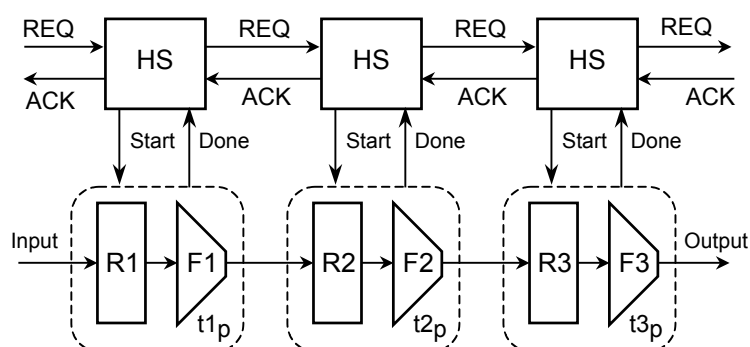 REQ REQ REQ REQ
HS HS HS
ACK ACK ACK ACK
Start Done Start Done Start Done
Input R1 F1 R2 F2 R3 F3 Output
t1p t2p t3p